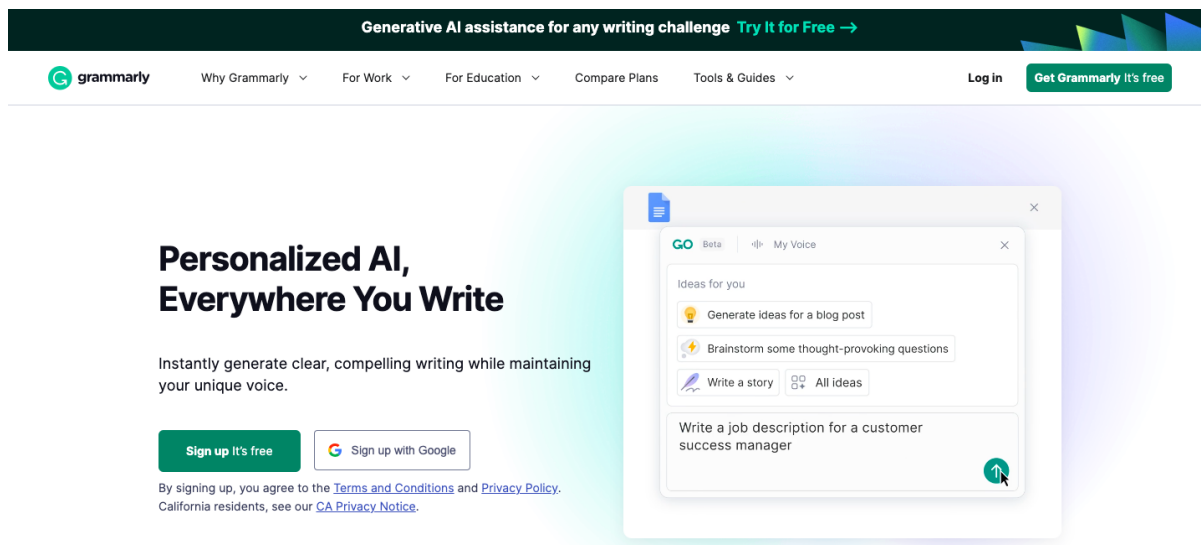 Generative AI assistance for any writing challenge Try It for Free →
grammarly Why Grammarly For Work For Education Compare Plans Tools & Guides Log in Get Grammarly It's free
Personalized AI,
Everywhere You Write
Instantly generate clear, compelling writing while maintaining
your unique voice.
Sign up It's free Sign up with Google
By signing up, you agree to the Terms and Conditions and Privacy Policy.
California residents, see our CA Privacy Notice.
GO Beta My Voice
Ideas for you
Generate ideas for a blog post
Brainstorm some thought-provoking questions
Write a story All ideas
Write a job description for a customer
success manager